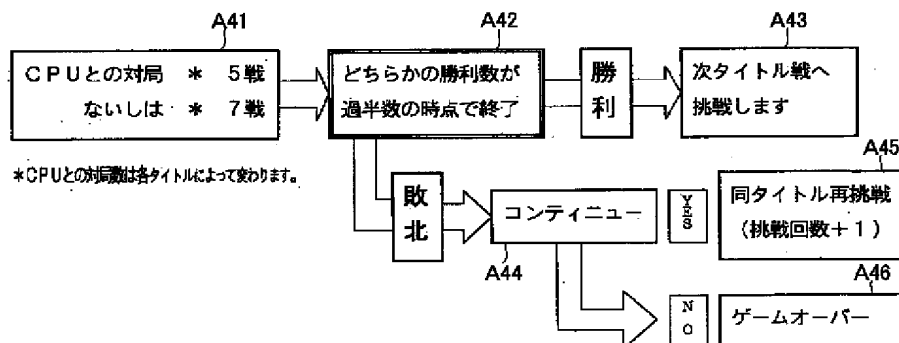 A41
CPUとの対局 * 5戦
ないしは * 7戦
A42
どちらかの勝利数が
過半数の時点で終了
勝利
A43
次タイトル戦へ
挑戦します
*CPUとの対局数は各タイトルによって変わります。
敗北
コンティニュー
A44
YES
A45
同タイトル再挑戦
(挑戦回数+1)
NO
A46
ゲームオーバー